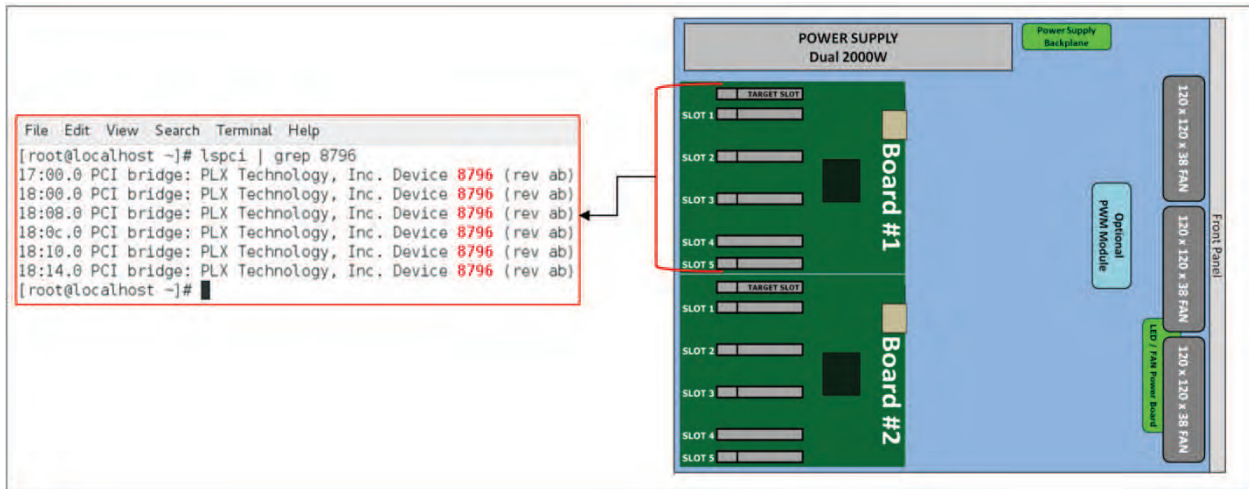 File Edit View Search Terminal Help
[root@localhost ~]# lspci | grep 8796
17:00.0 PCI bridge: PLX Technology, Inc. Device 8796 (rev ab)
18:00.0 PCI bridge: PLX Technology, Inc. Device 8796 (rev ab)
18:08.0 PCI bridge: PLX Technology, Inc. Device 8796 (rev ab)
18:0c.0 PCI bridge: PLX Technology, Inc. Device 8796 (rev ab)
18:10.0 PCI bridge: PLX Technology, Inc. Device 8796 (rev ab)
18:14.0 PCI bridge: PLX Technology, Inc. Device 8796 (rev ab)
[root@localhost ~]#
POWER SUPPLY
Dual 2000W
Power Supply
Backplane
TARGET SLOT
SLOT 1
SLOT 2
SLOT 3
SLOT 4
SLOT 5
Board #1
TARGET SLOT
SLOT 1
SLOT 2
SLOT 3
SLOT 4
SLOT 5
Board #2
Optional
PWM Module
120 x 120 x 38 FAN
120 x 120 x 38 FAN
120 x 120 x 38 FAN
LED / FAN Power Board
Front Panel